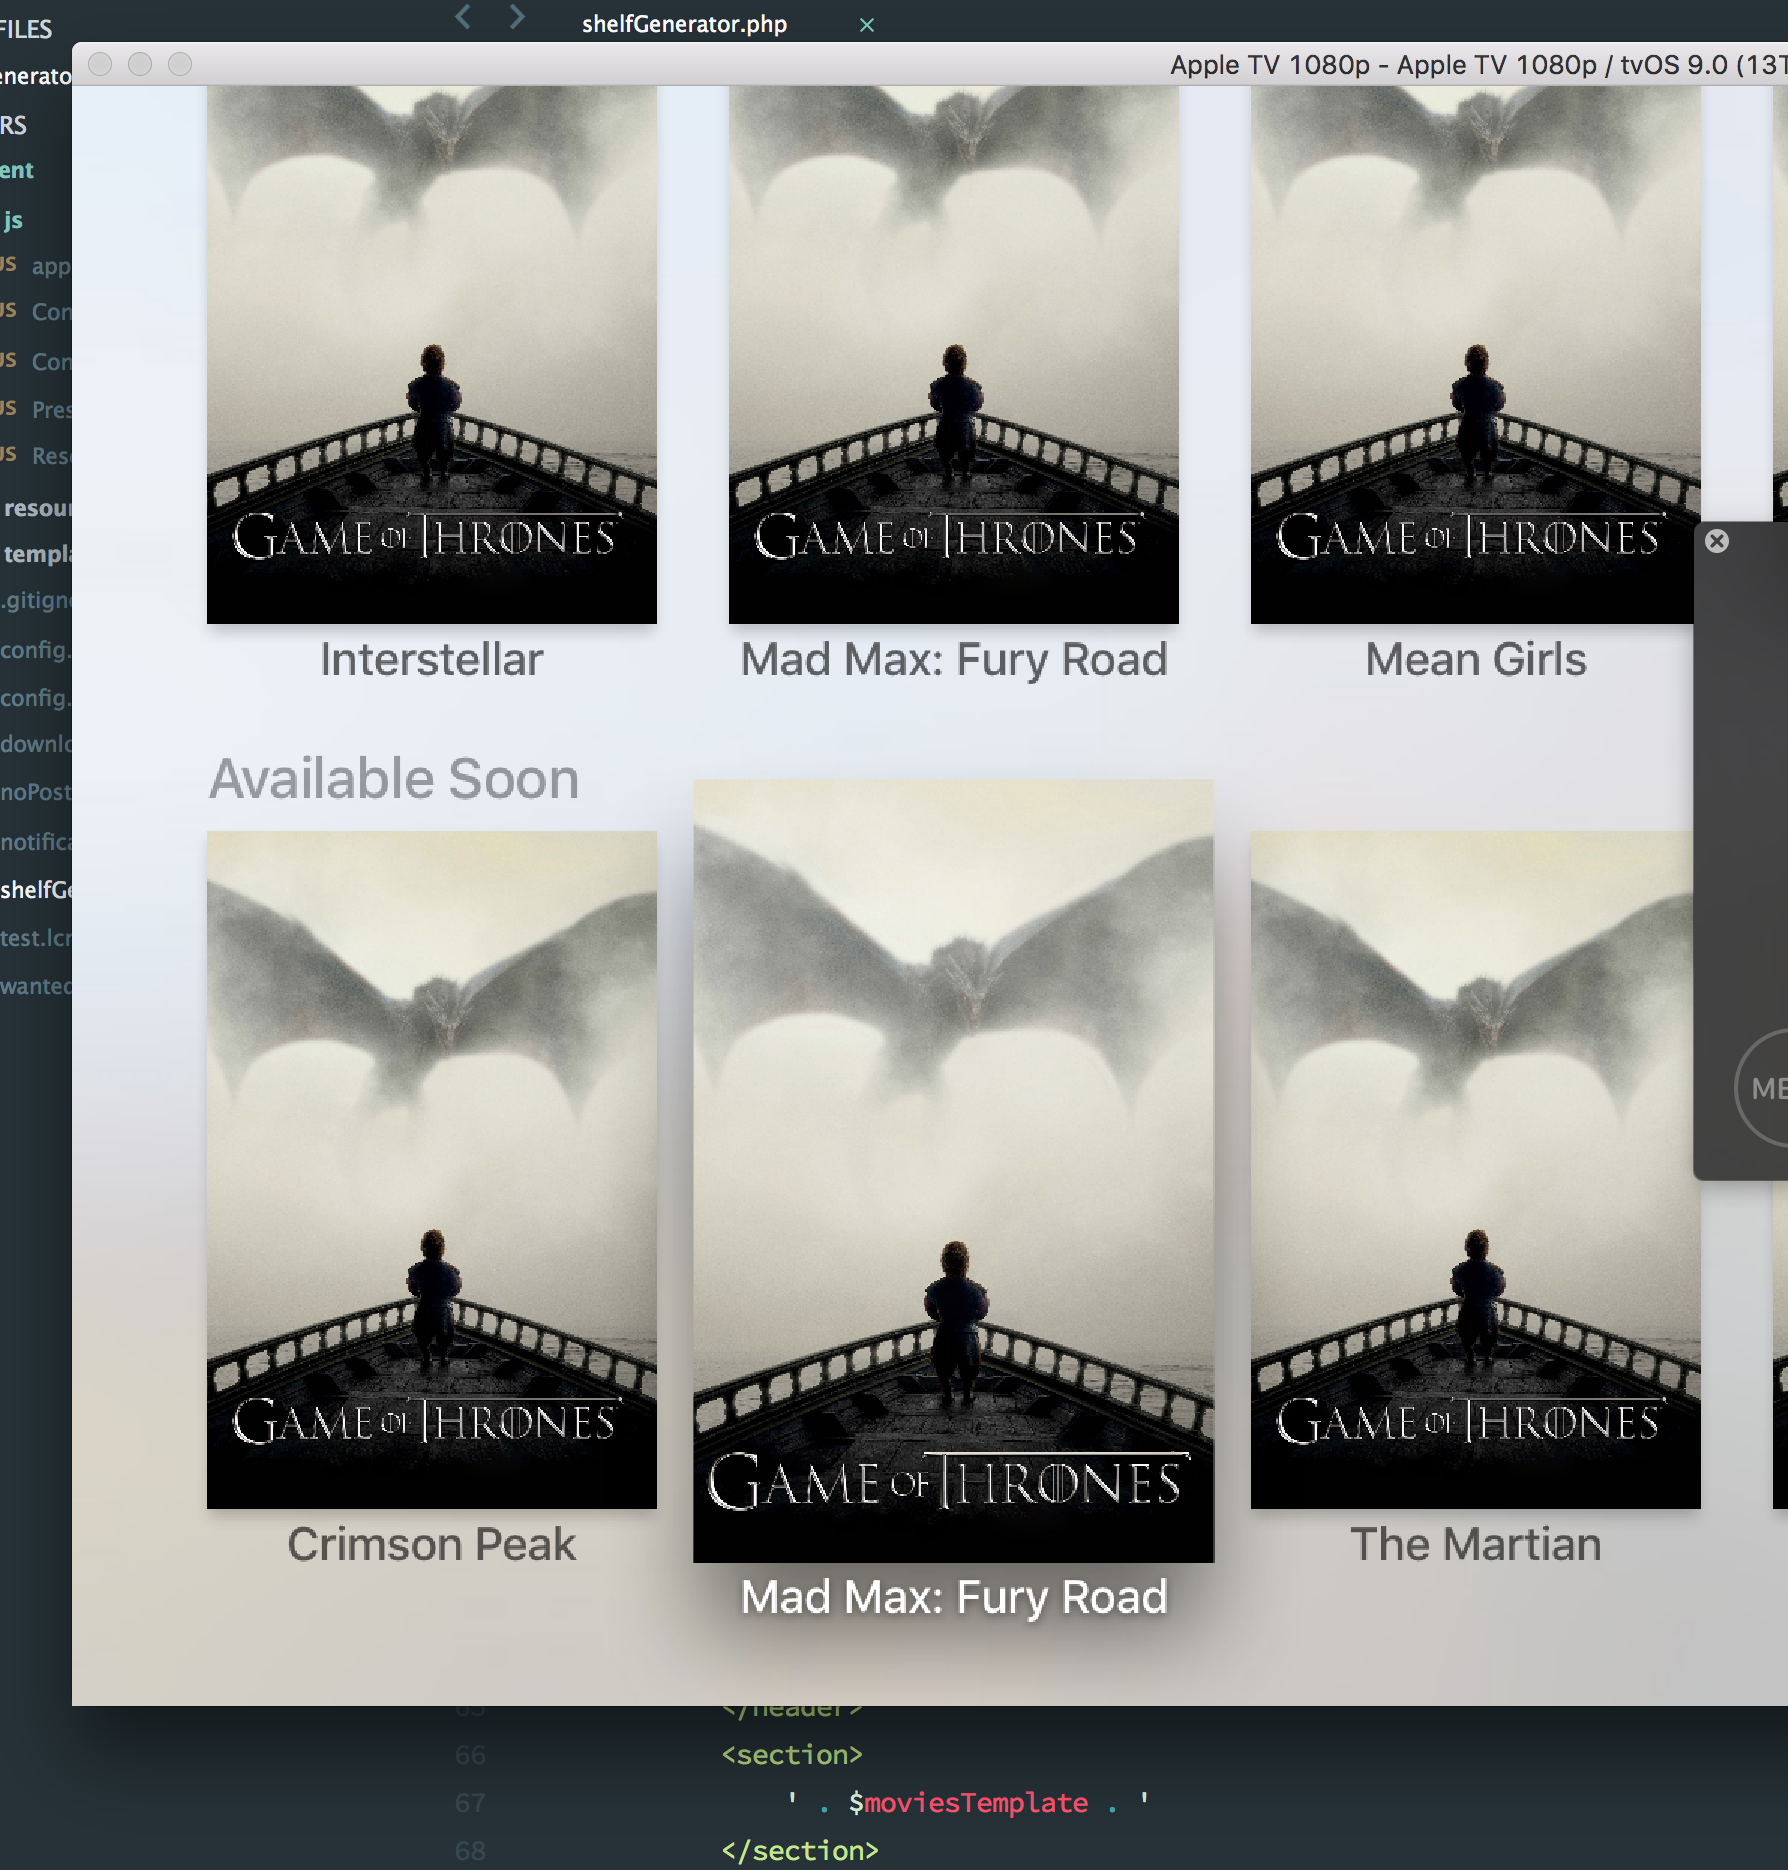 FILES
shelfGenerator.php
Apple TV 1080p - Apple TV 1080p / tvOS 9.0 (13T
enerato
RS
ent
js
JS app
JS Con
JS Con
JS Pres
JS Res
resou
templa
.gitign
config.
config.
downlo
noPost
notifica
shelfGe
test.lcr
wanted
GAME OF THRONES
GAME OF THRONES
GAME OF THRONES
Interstellar
Mad Max: Fury Road
Mean Girls
Available Soon
ME
GAME OF THRONES
GAME OF THRONES
GAME OF THRONES
Crimson Peak
Mad Max: Fury Road
The Martian
65 </header>
66 <section>
67 ' . $moviesTemplate . '
68 </section>